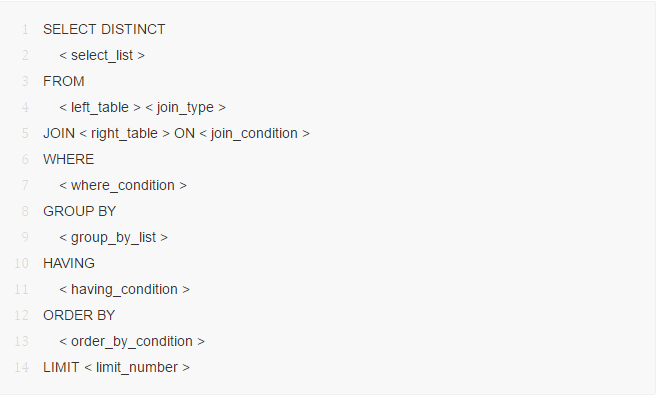 1 SELECT DISTINCT
2 < select_list >
3 FROM
4 < left_table > < join_type >
5 JOIN < right_table > ON < join_condition >
6 WHERE
7 < where_condition >
8 GROUP BY
9 < group_by_list >
10 HAVING
11 < having_condition >
12 ORDER BY
13 < order_by_condition >
14 LIMIT < limit_number >